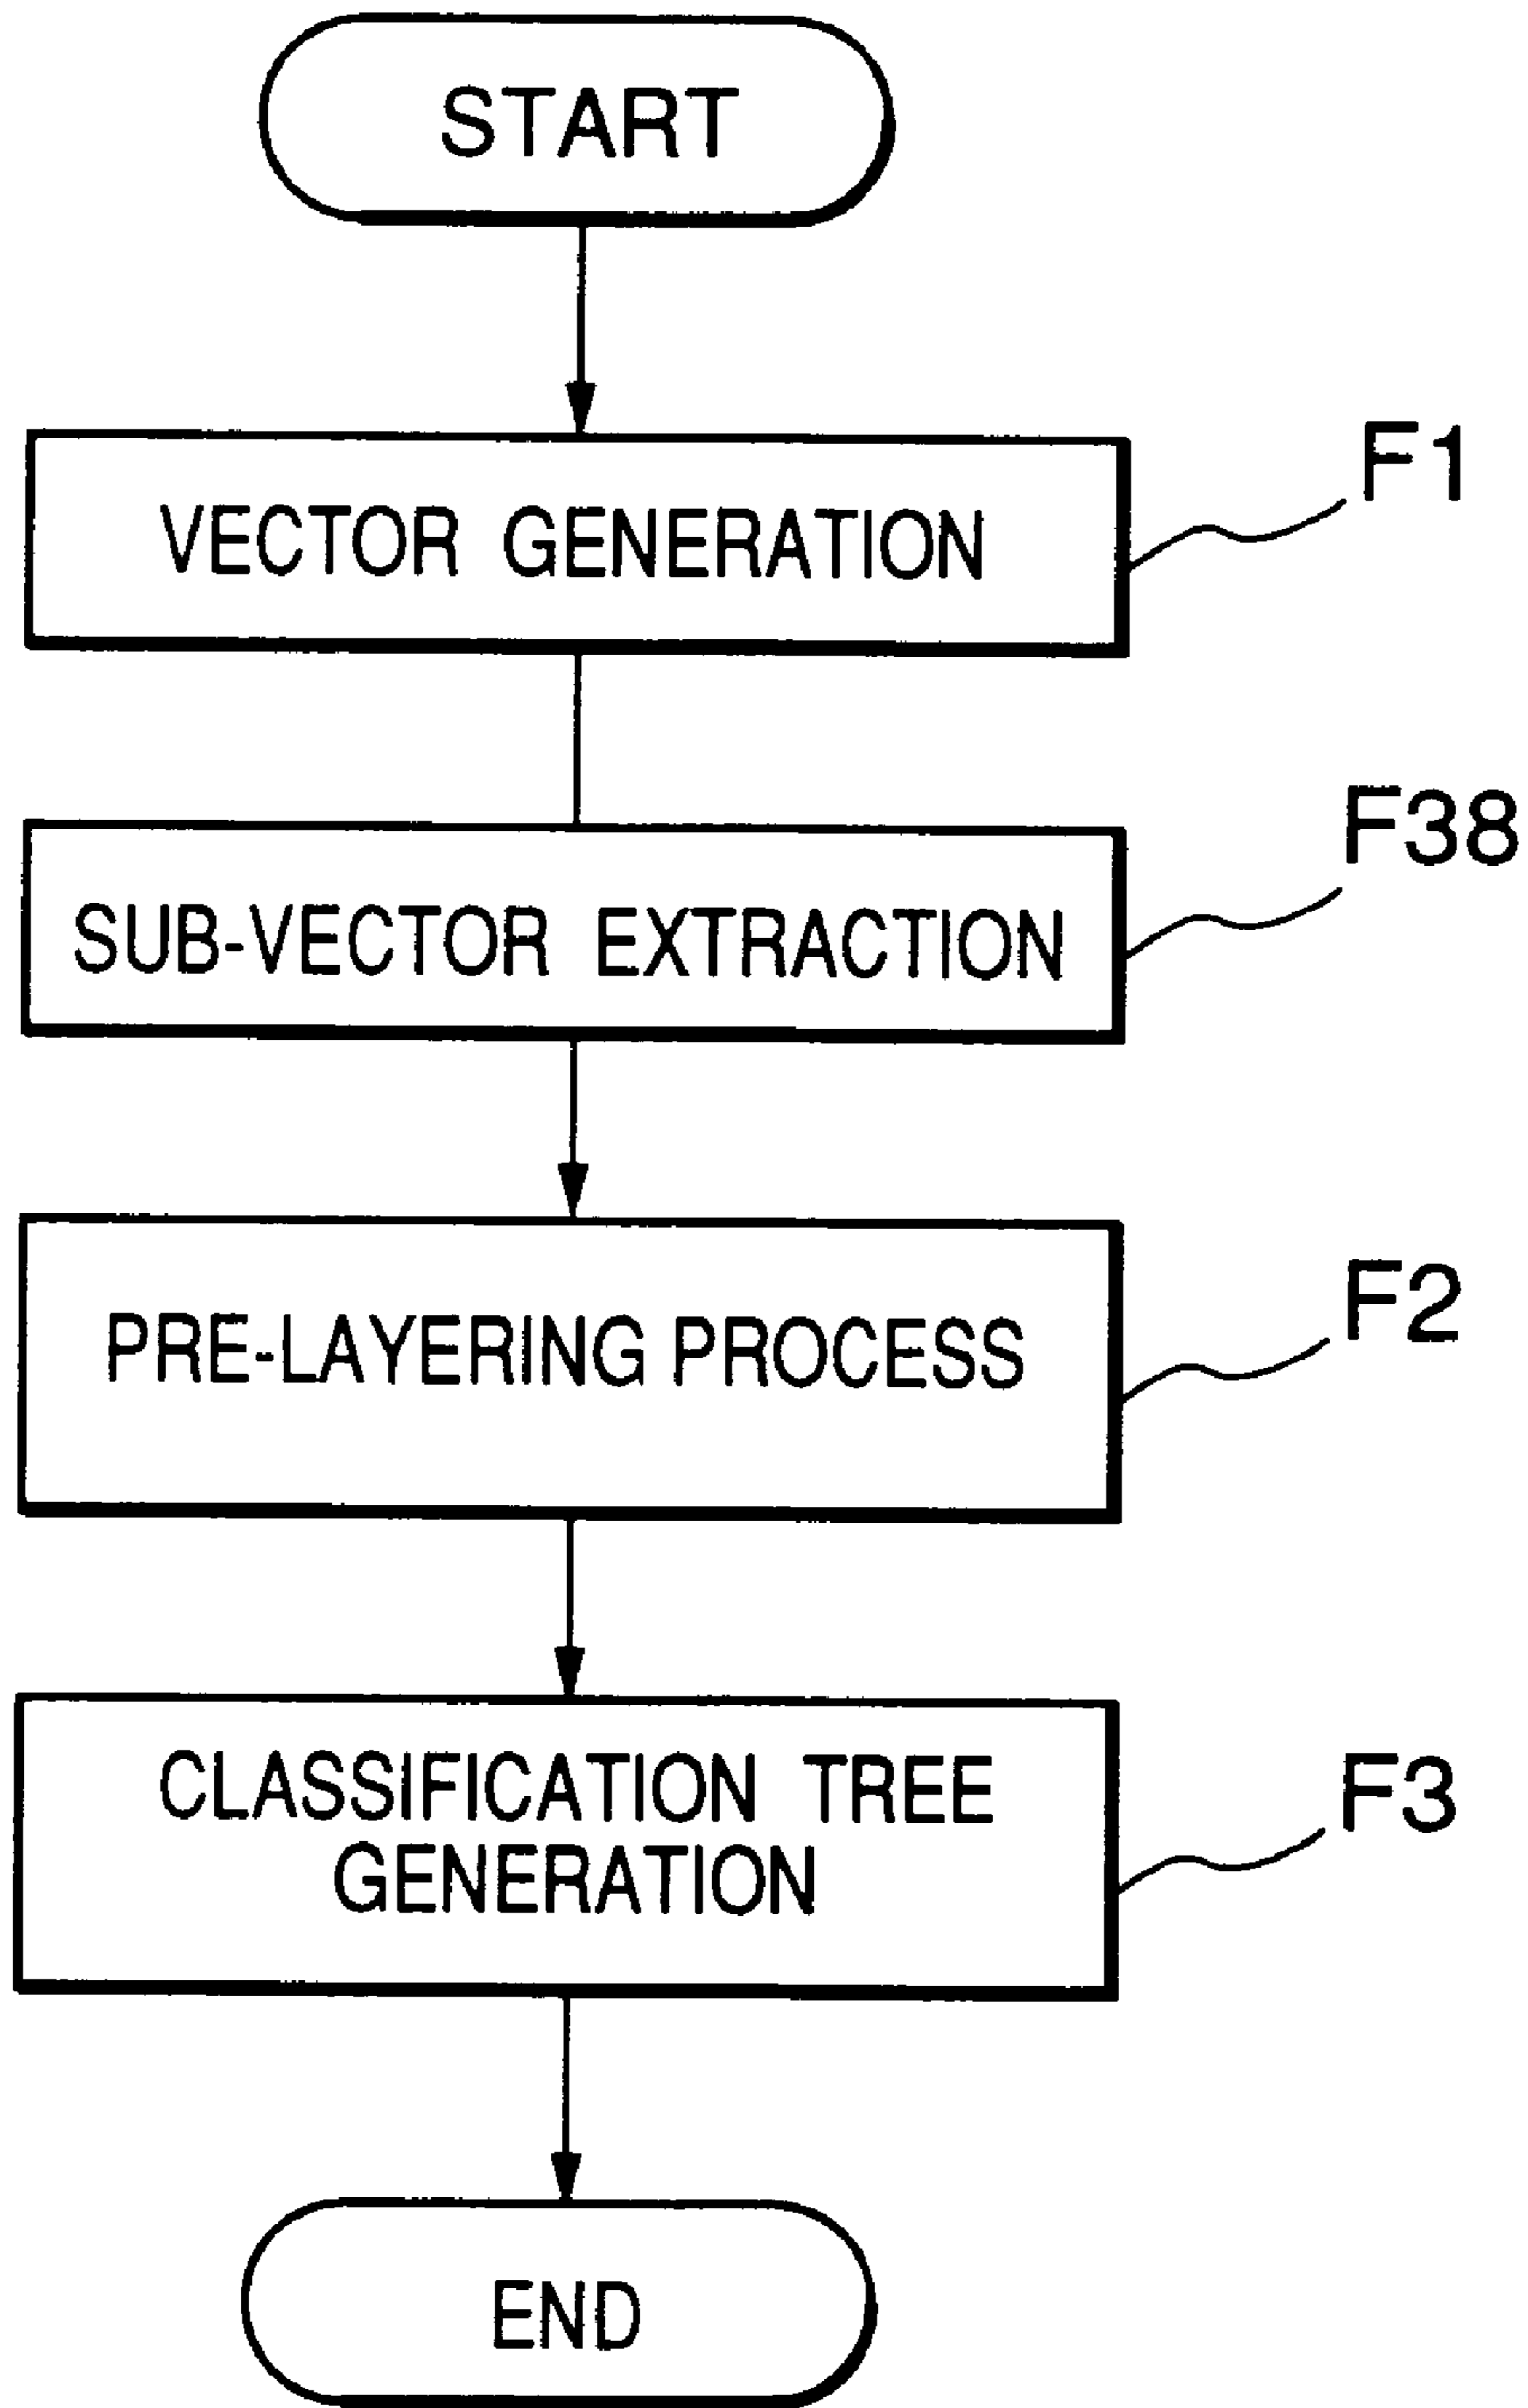 START
VECTOR GENERATION
F1
SUB-VECTOR EXTRACTION
F38
PRE-LAYERING PROCESS
F2
CLASSIFICATION TREE
GENERATION
F3
END